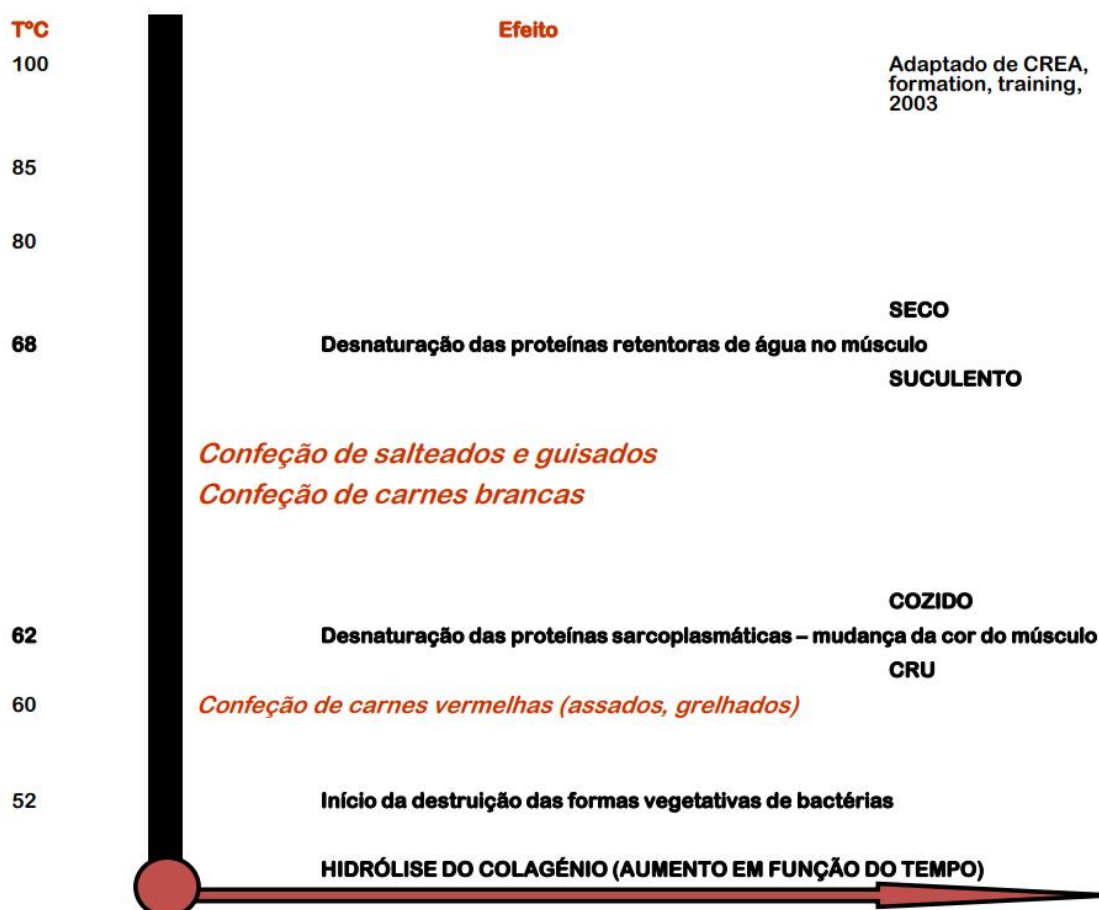 TºC Efeito
100 Adaptado de CREA,
formation, training,
2003
85
80
SECO
68 Desnaturação das proteínas retentoras de água no músculo
SUCULENTO
Confeção de salteados e guisados
Confeção de carnes brancas
COZIDO
62 Desnaturação das proteínas sarcoplasmáticas – mudança da cor do músculo
CRU
60 Confeção de carnes vermelhas (assados, grelhados)
52 Início da destruição das formas vegetativas de bactérias
HIDRÓLISE DO COLAGÉNIO (AUMENTO EM FUNÇÃO DO TEMPO)